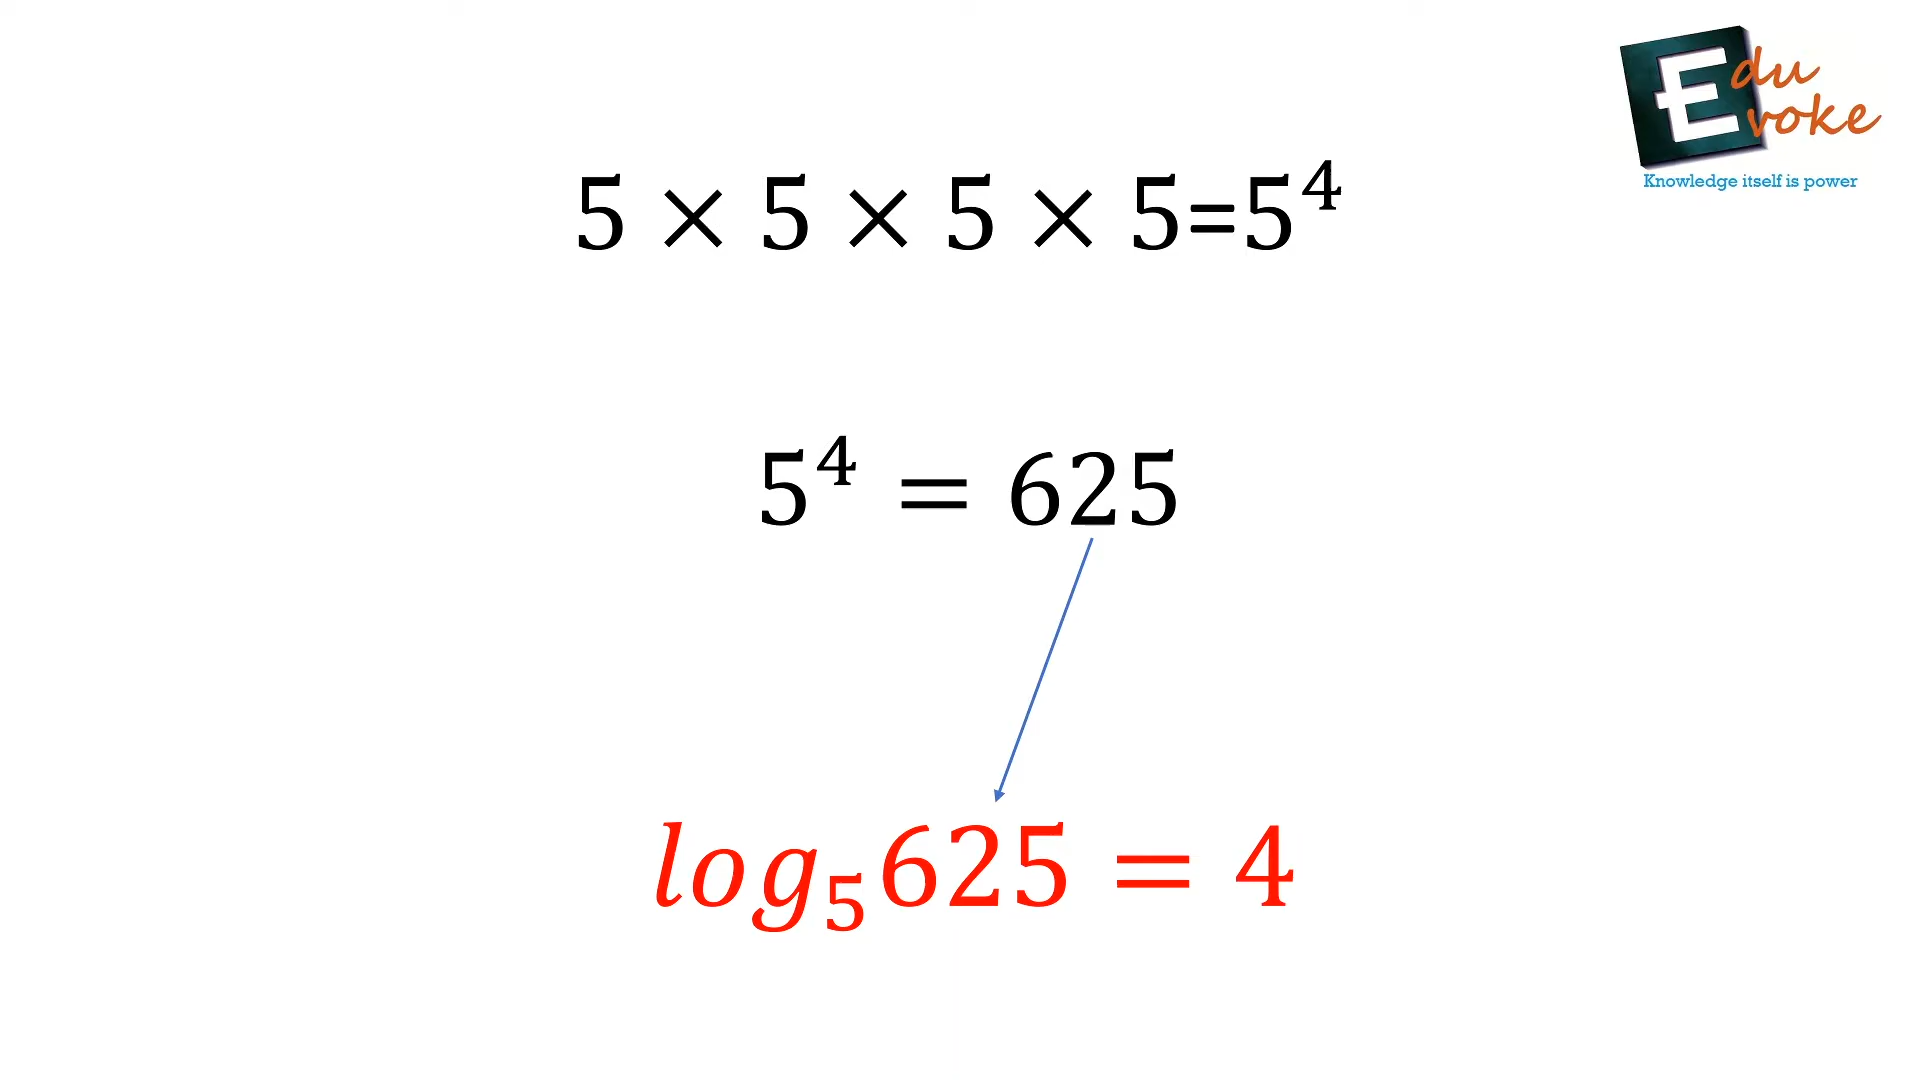 Edu
voke
Knowledge itself is power
5 × 5 × 5 × 5=5⁴
5⁴ = 625
log₅625 = 4